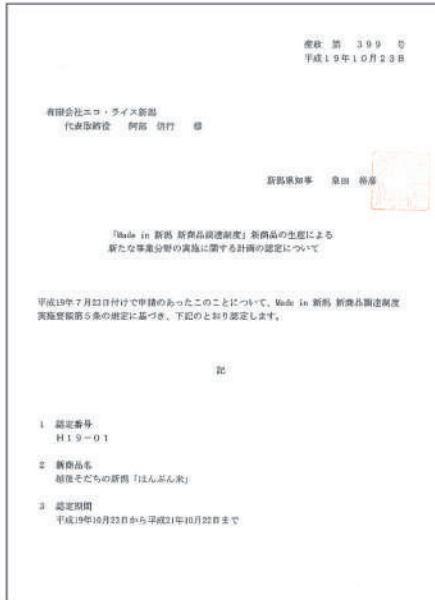 産政 第 399 号
平成19年10月23日
有限会社エコ・ライス新潟
代表取締役 阿部 信行 様
新潟県知事 泉田 裕彦
「Made in 新潟 新商品調達制度」新商品の生産による
新たな事業分野の実施に関する計画の認定について
平成19年7月23日付けで申請のあったこのことについて、Made in 新潟 新商品調達制度
実施要領第5条の規定に基づき、下記のとおり認定します。
記
1 認定番号
H19-01
2 新商品名
越後そだちの新潟「はんぶん米」
3 認定期間
平成19年10月23日から平成21年10月22日まで